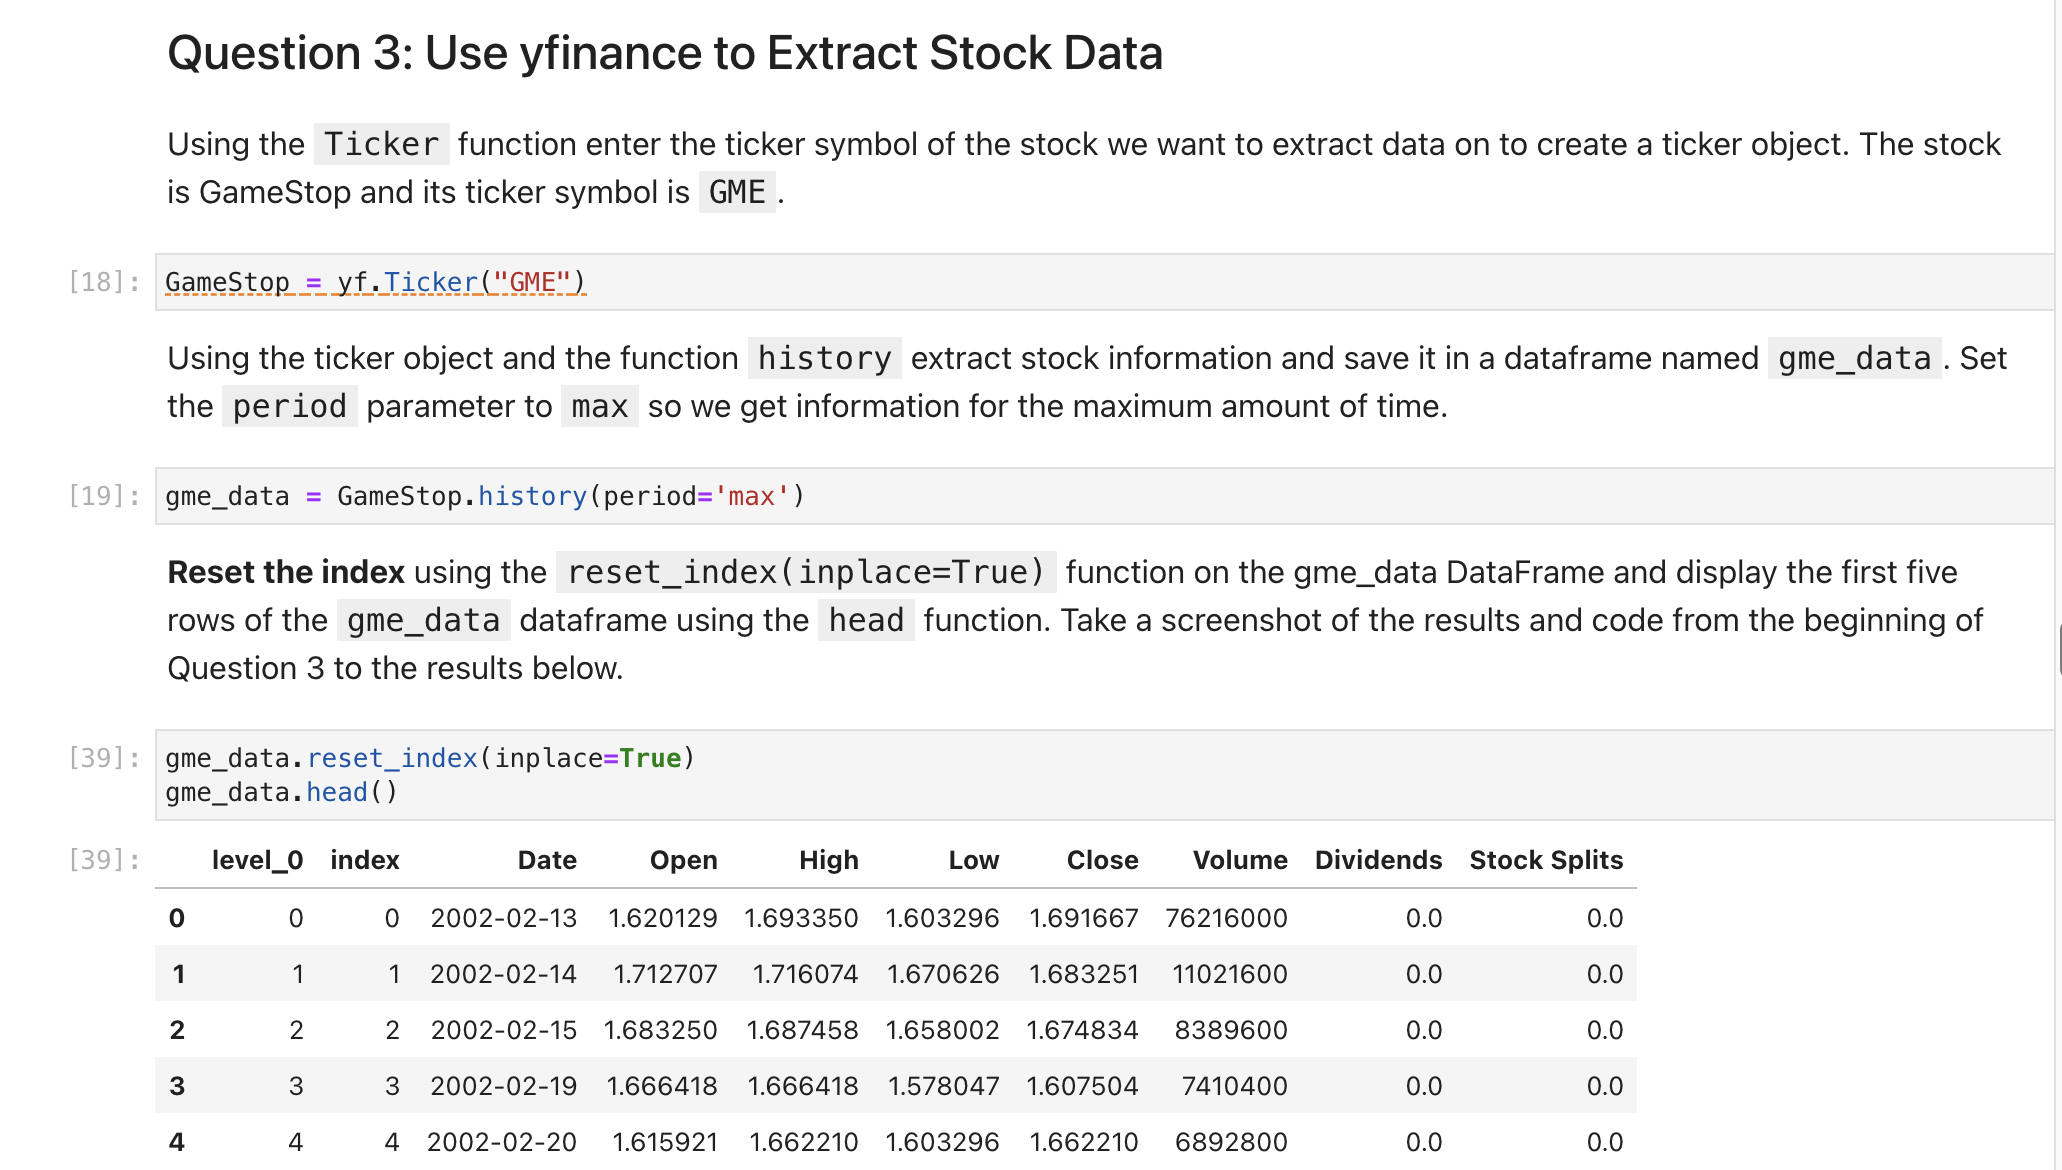 Question 3: Use yfinance to Extract Stock Data
Using the Ticker function enter the ticker symbol of the stock we want to extract data on to create a ticker object. The stock
is GameStop and its ticker symbol is GME .
[18]: GameStop = yf.Ticker("GME")
Using the ticker object and the function history extract stock information and save it in a dataframe named gme_data . Set
the period parameter to max so we get information for the maximum amount of time.
[19]: gme_data = GameStop.history(period='max')
Reset the index using the reset_index(inplace=True) function on the gme_data DataFrame and display the first five
rows of the gme_data dataframe using the head function. Take a screenshot of the results and code from the beginning of
Question 3 to the results below.
[39]: gme_data.reset_index(inplace=True)
gme_data.head()
[39]: level_0 index Date Open High Low Close Volume Dividends Stock Splits
0 0 0 2002-02-13 1.620129 1.693350 1.603296 1.691667 76216000 0.0 0.0
1 1 1 2002-02-14 1.712707 1.716074 1.670626 1.683251 11021600 0.0 0.0
2 2 2 2002-02-15 1.683250 1.687458 1.658002 1.674834 8389600 0.0 0.0
3 3 3 2002-02-19 1.666418 1.666418 1.578047 1.607504 7410400 0.0 0.0
4 4 4 2002-02-20 1.615921 1.662210 1.603296 1.662210 6892800 0.0 0.0